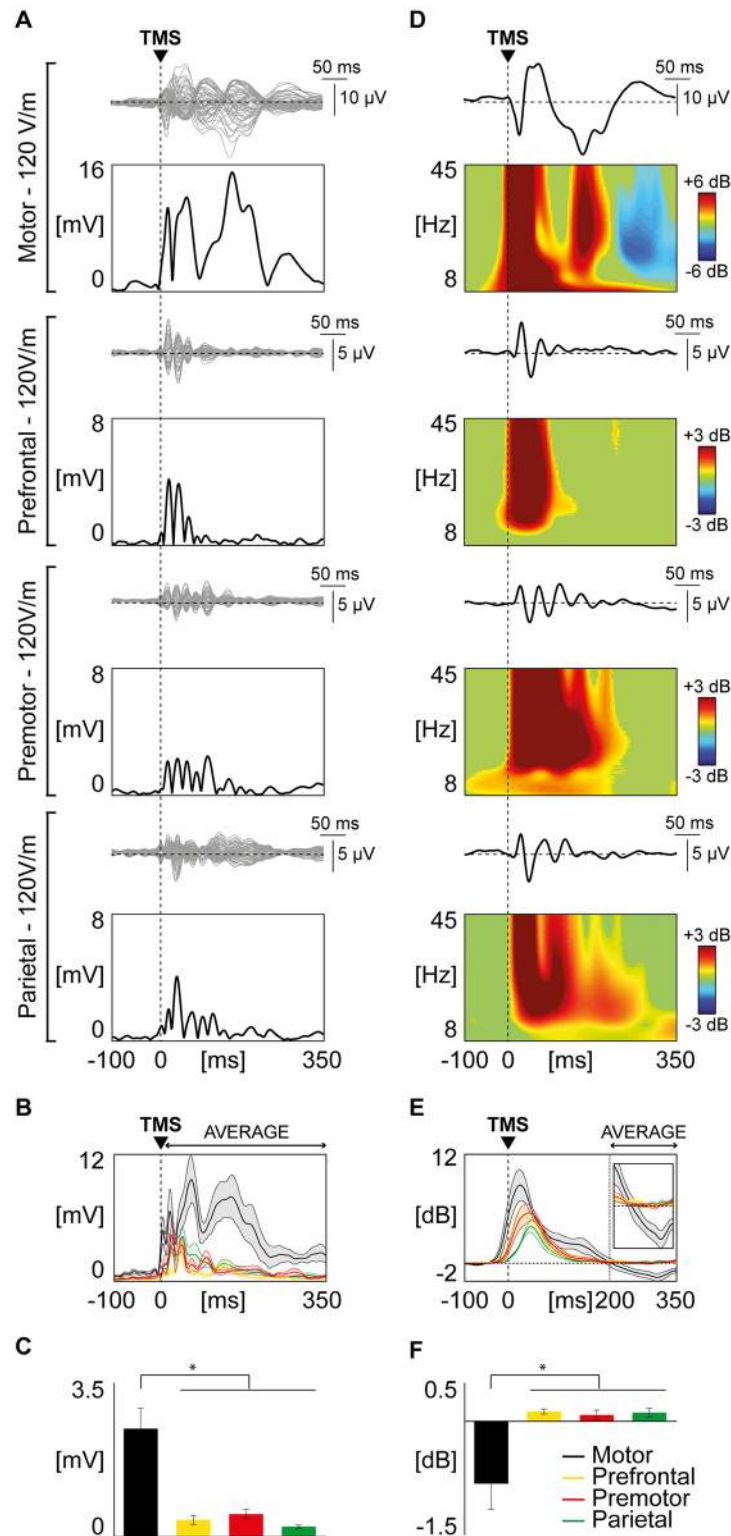 A
TMS
50 ms
10 µV
Motor - 120 V/m
16
[mV]
0
50 ms
5 µV
Prefrontal - 120V/m
8
[mV]
0
50 ms
5 µV
Premotor - 120V/m
8
[mV]
0
50 ms
5 µV
Parietal - 120V/m
8
[mV]
0
-100 0 [ms] 350
D
TMS
50 ms
10 µV
45
[Hz]
8
+6 dB
-6 dB
50 ms
5 µV
45
[Hz]
8
+3 dB
-3 dB
50 ms
5 µV
45
[Hz]
8
+3 dB
-3 dB
50 ms
5 µV
45
[Hz]
8
+3 dB
-3 dB
-100 0 [ms] 350
B
TMS
AVERAGE
12
[mV]
0
-100 0 [ms] 350
E
TMS
AVERAGE
12
[dB]
-2
-100 0 [ms] 200 350
C
*
3.5
[mV]
0
F
*
0.5
[dB]
-1.5
Motor
Prefrontal
Premotor
Parietal